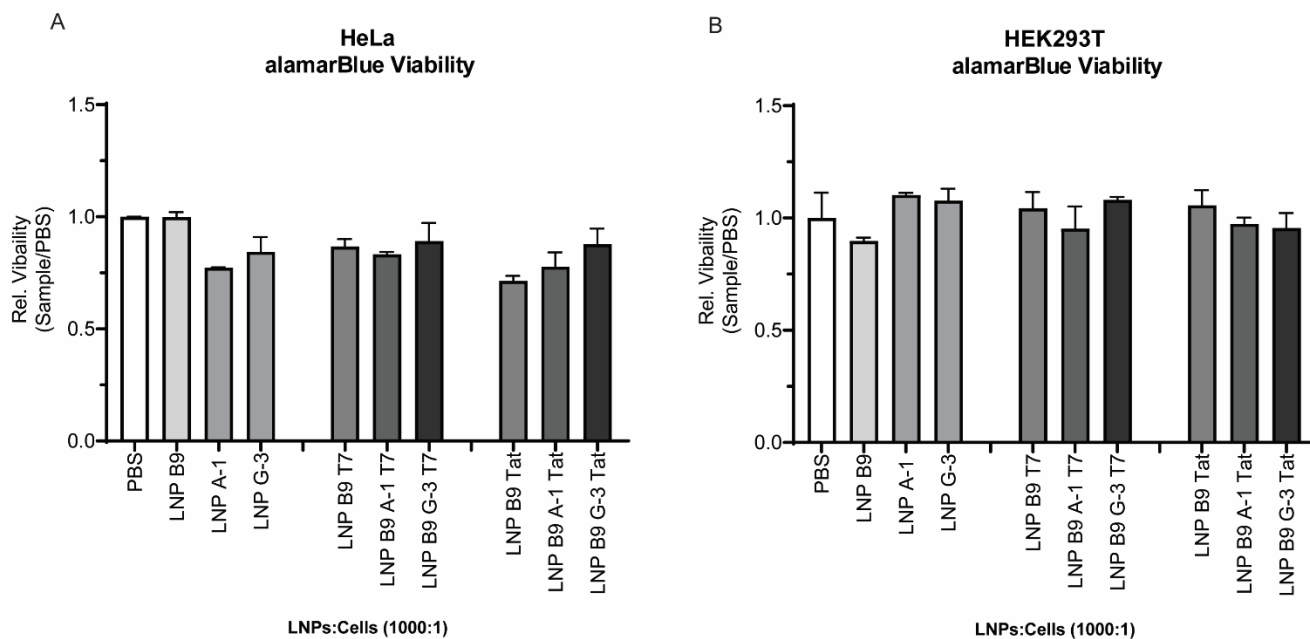 A
HeLa
alamarBlue Viability
Rel. Vibaility
(Sample/PBS)
1.5
1.0
0.5
0.0
PBS
LNP B9
LNP A-1
LNP G-3
LNP B9 T7
LNP B9 A-1 T7
LNP B9 G-3 T7
LNP B9 Tat
LNP B9 A-1 Tat
LNP B9 G-3 Tat
LNPs:Cells (1000:1)
B
HEK293T
alamarBlue Viability
Rel. Vibaility
(Sample/PBS)
1.5
1.0
0.5
0.0
PBS
LNP B9
LNP A-1
LNP G-3
LNP B9 T7
LNP B9 A-1 T7
LNP B9 G-3 T7
LNP B9 Tat
LNP B9 A-1 Tat
LNP B9 G-3 Tat
LNPs:Cells (1000:1)